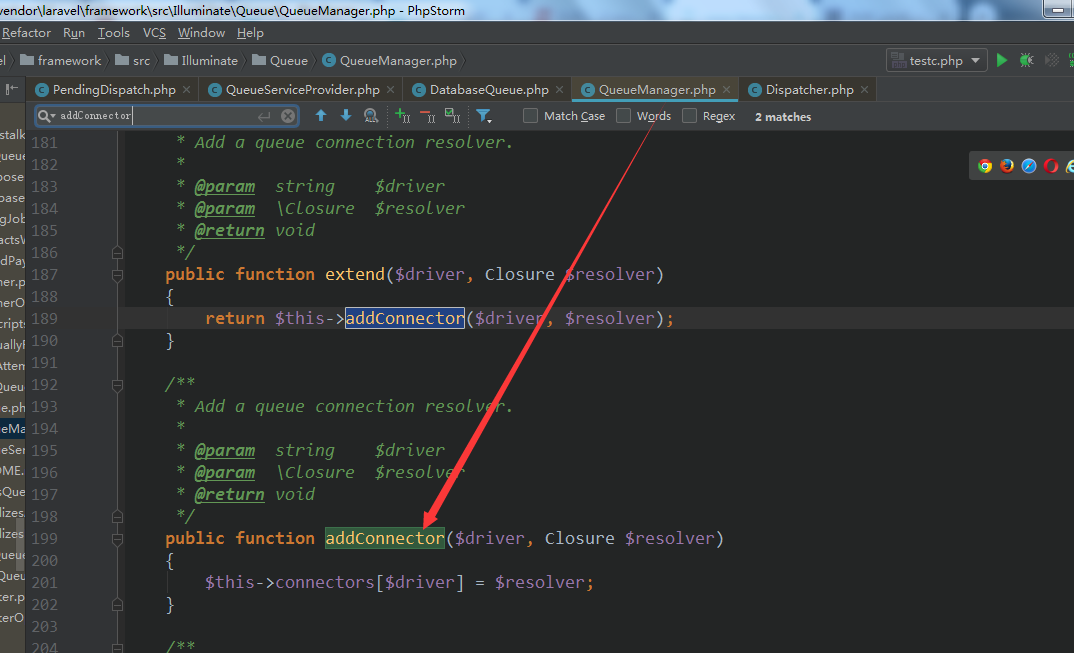 vendor\laravel\framework\src\Illuminate\Queue\QueueManager.php - PhpStorm
Refactor Run Tools VCS Window Help
framework src Illuminate Queue QueueManager.php testc.php
PendingDispatch.php QueueServiceProvider.php DatabaseQueue.php QueueManager.php Dispatcher.php
addConnector Match Case Words Regex 2 matches
181 * Add a queue connection resolver.
182 *
183 * @param string $driver
184 * @param \Closure $resolver
185 * @return void
186 */
187 public function extend($driver, Closure $resolver)
188 {
189 return $this->addConnector($driver, $resolver);
190 }
191
192 /**
193 * Add a queue connection resolver.
194 *
195 * @param string $driver
196 * @param \Closure $resolver
197 * @return void
198 */
199 public function addConnector($driver, Closure $resolver)
200 {
201 $this->connectors[$driver] = $resolver;
202 }
203
204 /**